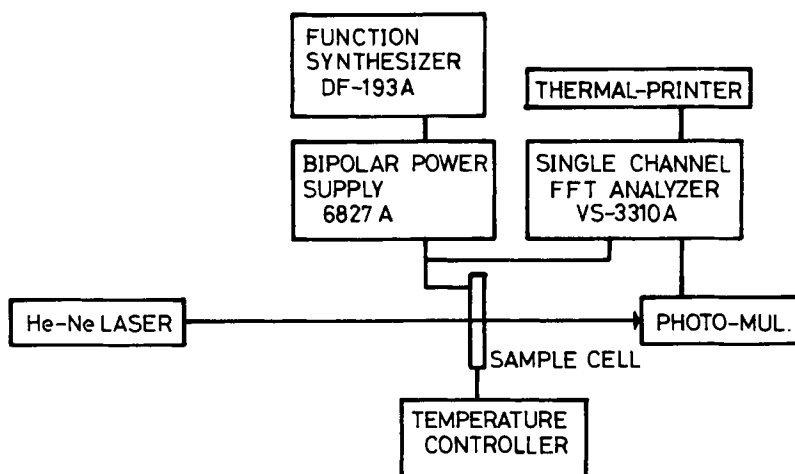 FUNCTION
SYNTHESIZER
DF-193A
THERMAL-PRINTER
BIPOLAR POWER
SUPPLY
6827A
SINGLE CHANNEL
FFT ANALYZER
VS-3310A
He-Ne LASER
PHOTO-MUL.
SAMPLE CELL
TEMPERATURE
CONTROLLER